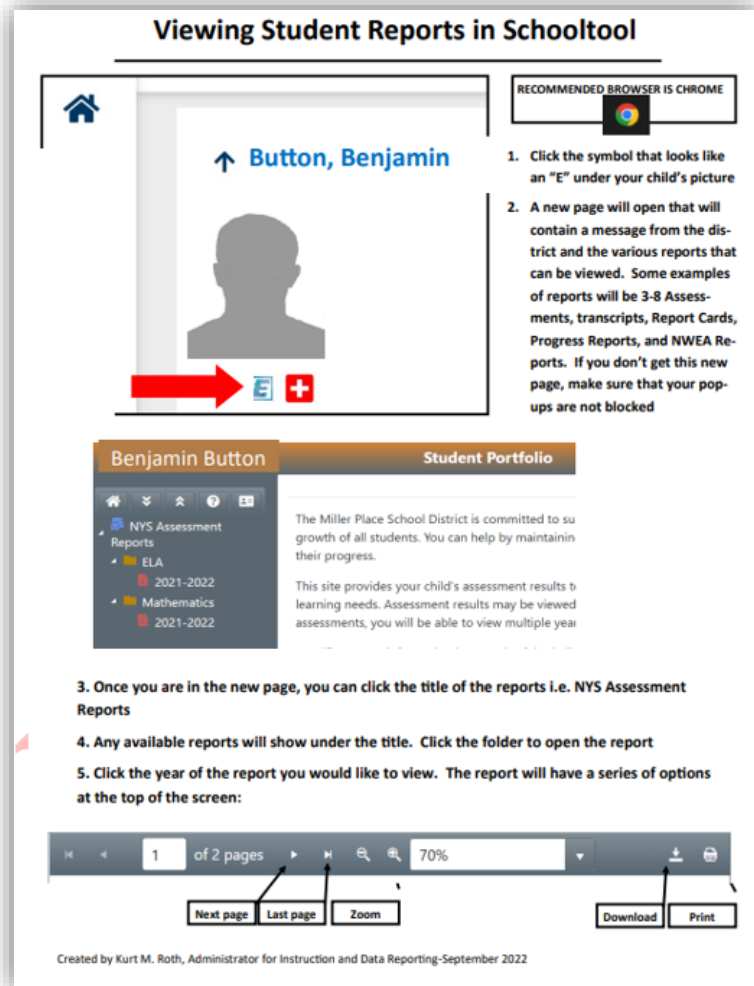 Viewing Student Reports in Schooltool
RECOMMENDED BROWSER IS CHROME
Button, Benjamin
E
1. Click the symbol that looks like
an “E” under your child’s picture
2. A new page will open that will
contain a message from the dis-
trict and the various reports that
can be viewed. Some examples
of reports will be 3-8 Assess-
ments, transcripts, Report Cards,
Progress Reports, and NWEA Re-
ports. If you don’t get this new
page, make sure that your pop-
ups are not blocked
Benjamin Button
Student Portfolio
NYS Assessment
Reports
ELA
2021-2022
Mathematics
2021-2022
The Miller Place School District is committed to su
growth of all students. You can help by maintainin
their progress.
This site provides your child's assessment results t
learning needs. Assessment results may be viewed
assessments, you will be able to view multiple year
3. Once you are in the new page, you can click the title of the reports i.e. NYS Assessment
Reports
4. Any available reports will show under the title. Click the folder to open the report
5. Click the year of the report you would like to view. The report will have a series of options
at the top of the screen:
1 of 2 pages 70%
Next page Last page Zoom Download Print
Created by Kurt M. Roth, Administrator for Instruction and Data Reporting-September 2022